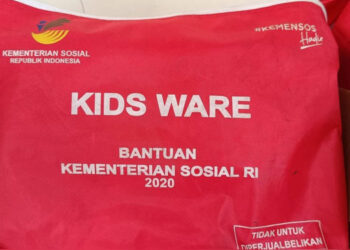 KEMENTERIAN SOSIAL
REPUBLIK INDONESIA
#KEMENSOS
Hadir
KIDS WARE
BANTUAN
KEMENTERIAN SOSIAL RI
2020
TIDAK UNTUK
DIPERJUALBELIKAN